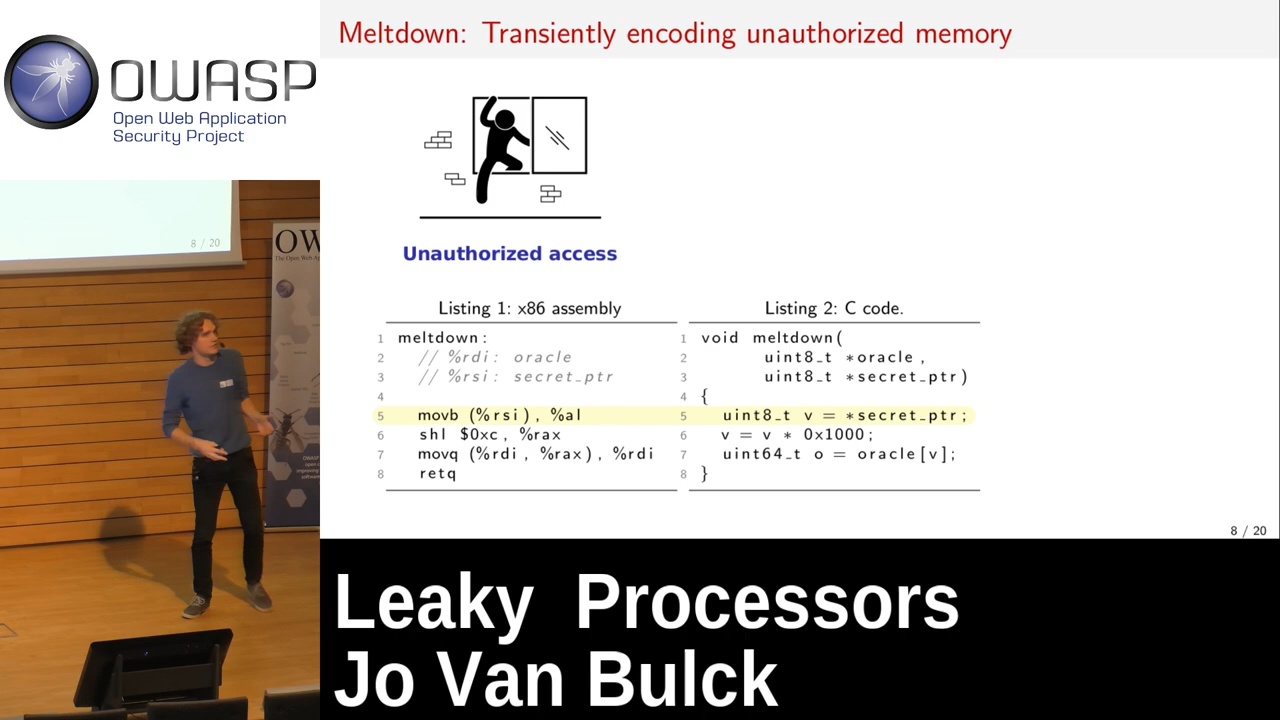 OWASP
Open Web Application
Security Project
Meltdown: Transiently encoding unauthorized memory
Unauthorized access
Listing 1: x86 assembly
1 meltdown:
2 // %rdi: oracle
3 // %rsi: secret_ptr
4
5 movb (%rsi), %al
6 shl $0xc, %rax
7 movq (%rdi, %rax), %rdi
8 retq
Listing 2: C code.
1 void meltdown(
2 uint8_t *oracle,
3 uint8_t *secret_ptr)
4 {
5 uint8_t v = *secret_ptr;
6 v = v * 0x1000;
7 uint64_t o = oracle[v];
8 }
8 / 20
8 / 20
OW
Leaky Processors
Jo Van Bulck